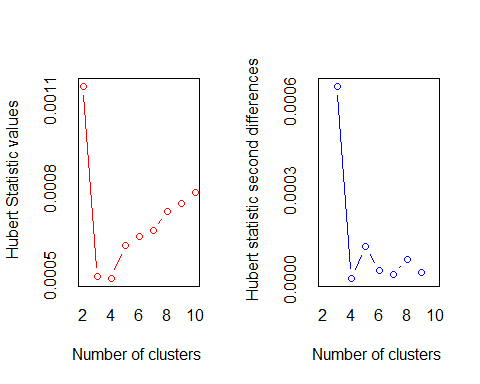 Hubert Statistic values
0.0005 0.0008 0.0011
2 4 6 8 10
Number of clusters
Hubert statistic second differences
0.0000 0.0003 0.0006
2 4 6 8 10
Number of clusters